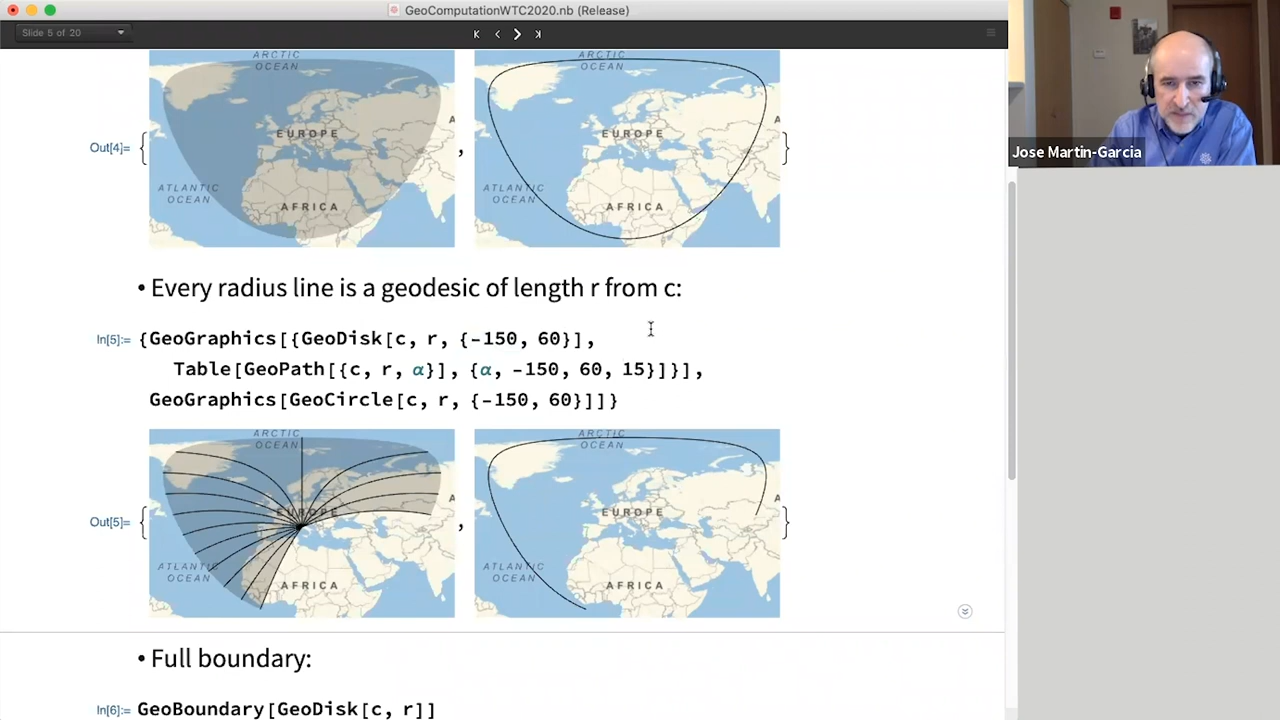 GeoComputationWTC2020.nb (Release)
Slide 5 of 20
Jose Martin-Garcia
ARCTIC
OCEAN
EUROPE
A
ATLANTIC
OCEAN
AFRICA
ARCTIC
OCEAN
EUROPE
A
ATLANTIC
OCEAN
AFRICA
Out[4]= { , }
• Every radius line is a geodesic of length r from c:
In[5]:= {GeoGraphics[{GeoDisk[c, r, {-150, 60}],
Table[GeoPath[{c, r, α}], {α, -150, 60, 15}]}],
GeoGraphics[GeoCircle[c, r, {-150, 60}]]}
ARCTIC
OCEAN
EUROPE
A
ATLANTIC
OCEAN
AFRICA
ARCTIC
OCEAN
EUROPE
A
ATLANTIC
OCEAN
AFRICA
Out[5]= { , }
• Full boundary:
In[6]:= GeoBoundary[GeoDisk[c, r]]